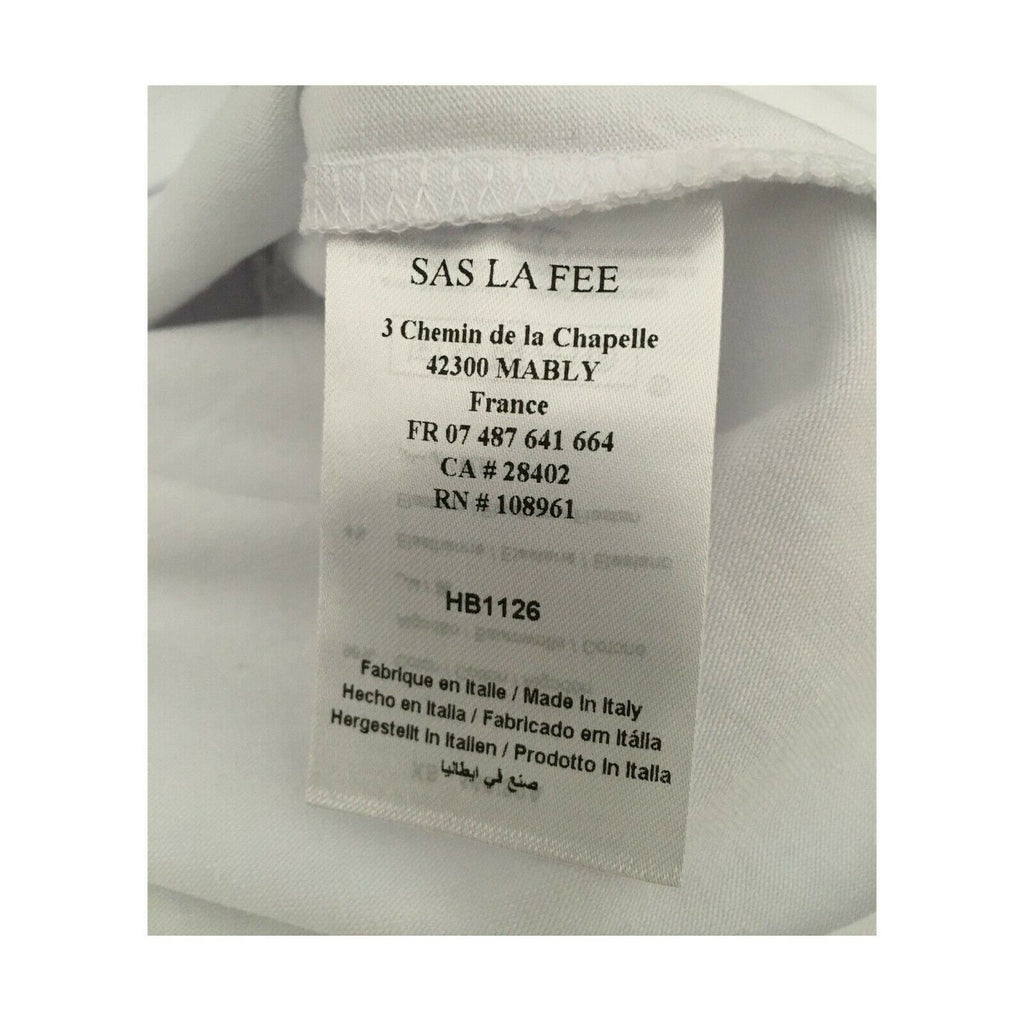 SAS LA FEE
3 Chemin de la Chapelle
42300 MABLY
France
FR 07 487 641 664
CA # 28402
RN # 108961
HB1126
Fabrique en Italie / Made In Italy
Hecho en Italia / Fabricado em Itálla
Hergestellt In Italien / Prodotto In Italia
صنع في ايطاليا